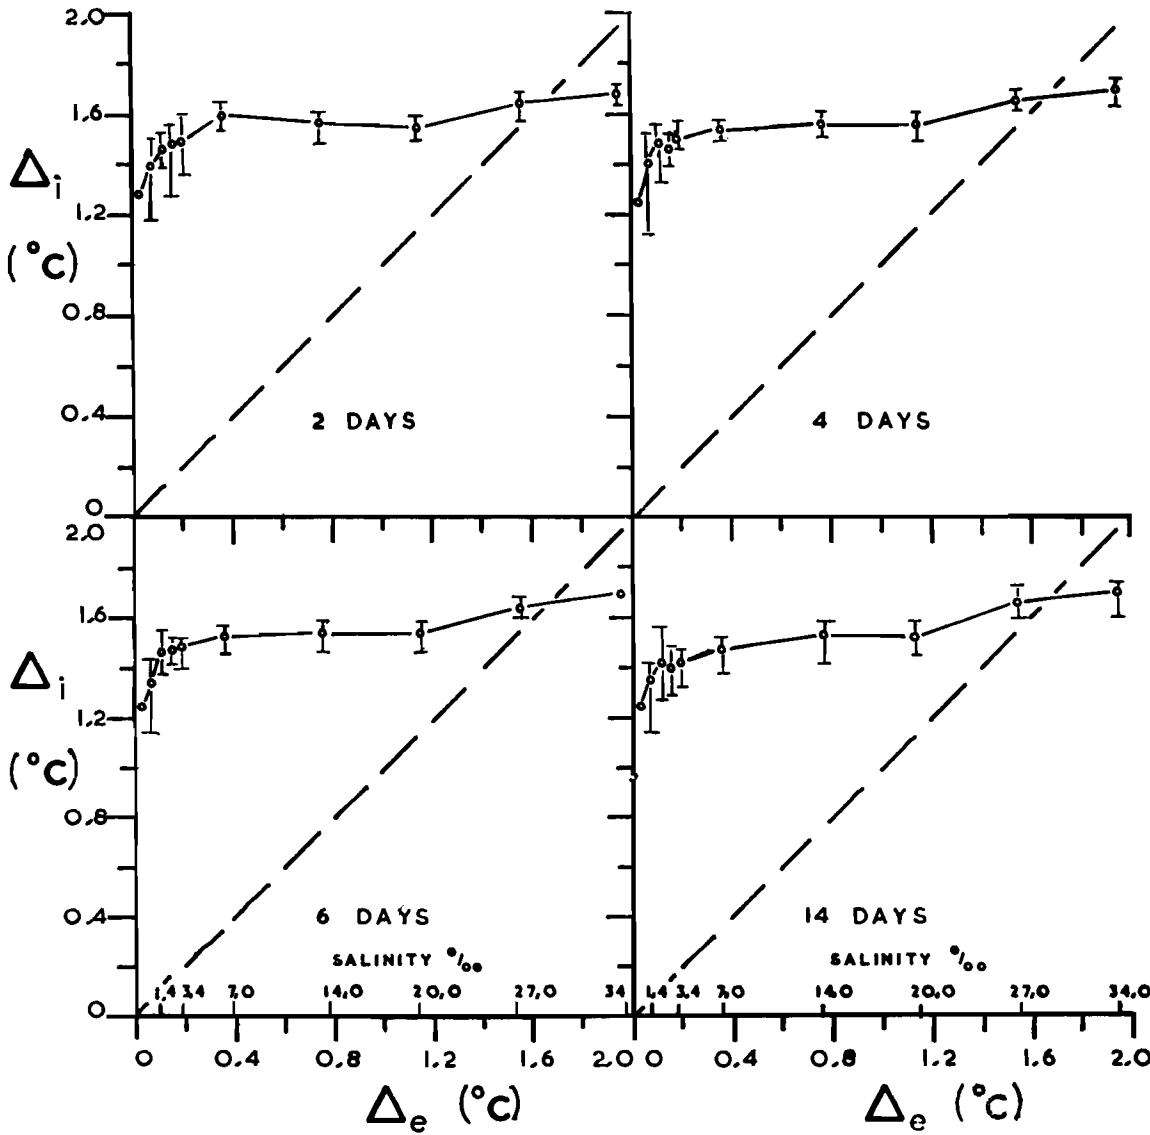 2.0
1.6
Δi
1.2
(°C)
0.8
0.4
2 DAYS
4 DAYS
0
2.0
1.6
Δi
1.2
(°C)
0.8
0.4
6 DAYS
14 DAYS
SALINITY °/oo
SALINITY °/oo
1.4 3.4 7.0 14.0 20.0 27.0 34
1.4 3.4 7.0 14.0 20.0 27.0 34.0
0
0 0.4 0.8 1.2 1.6 2.0
0.4 0.8 1.2 1.6 2.0
Δe (°C)
Δe (°C)